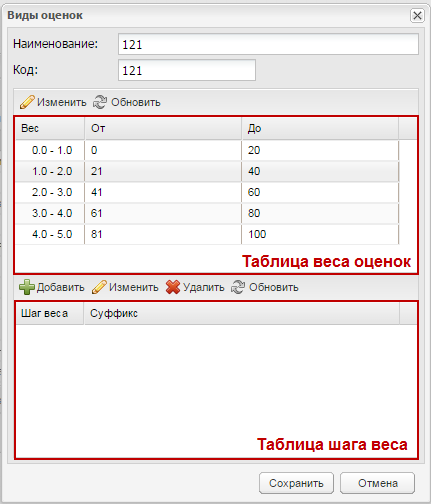 Виды оценок
Наименование: 121
Код: 121
Изменить Обновить
Вес От До
0.0 - 1.0 0 20
1.0 - 2.0 21 40
2.0 - 3.0 41 60
3.0 - 4.0 61 80
4.0 - 5.0 81 100
Таблица веса оценок
Добавить Изменить Удалить Обновить
Шаг веса Суффикс
Таблица шага веса
Сохранить Отмена